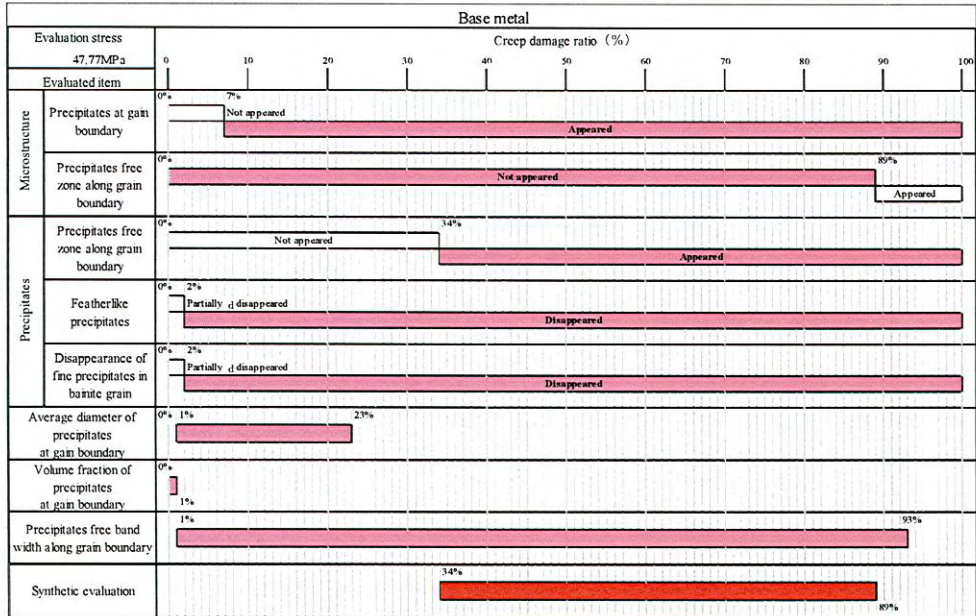 Base metal
Evaluation stress
47.77MPa
Creep damage ratio (%)
0 10 20 30 40 50 60 70 80 90 100
Evaluated item
Microstructure
Precipitates at gain
boundary
0% 7%
Not appeared
Appeared
Precipitates free
zone along grain
boundary
0% 89%
Not appeared
Appeared
Precipitates
Precipitates free
zone along grain
boundary
0% 34%
Not appeared
Appeared
Featherlike
precipitates
0% 2%
Partially d disappeared
Disappeared
Disappearance of
fine precipitates in
bainite grain
0% 2%
Partially d disappeared
Disappeared
Average diameter of
precipitates
at gain boundary
0% 1% 23%
Volume fraction of
precipitates
at gain boundary
0%
1%
Precipitates free band
width along grain boundary
1% 93%
Synthetic evaluation
34%
89%